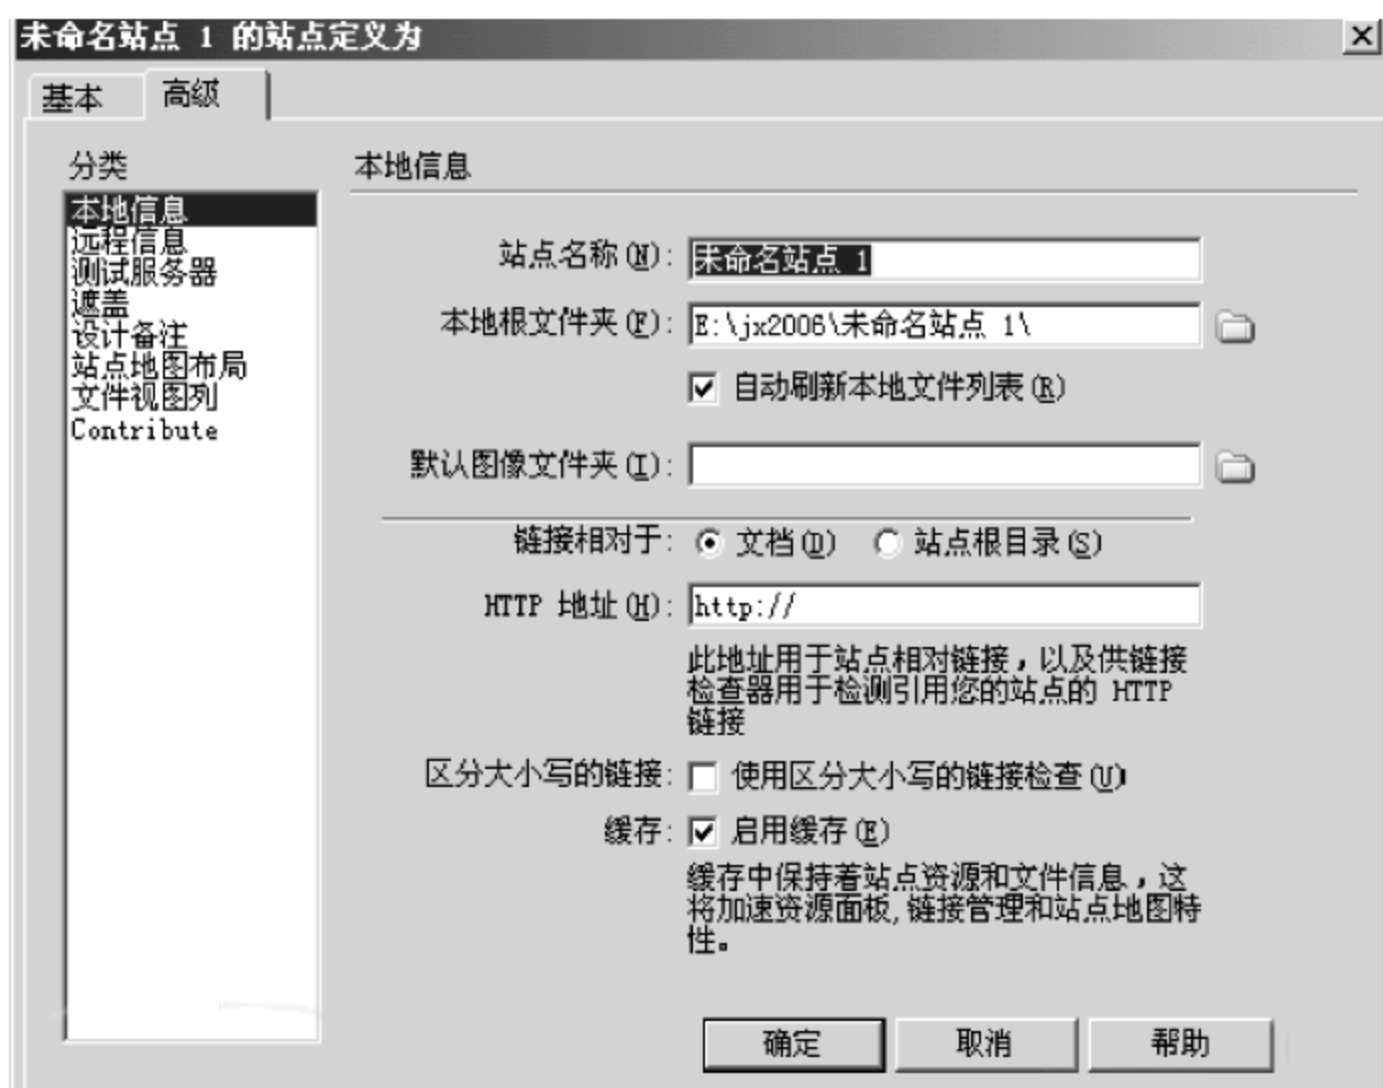 未命名站点 1 的站点定义为
基本
高级
分类
本地信息
远程信息
测试服务器
遮盖
设计备注
站点地图布局
文件视图列
Contribute
本地信息
站点名称(N): 未命名站点 1
本地根文件夹(F): E:\jx2006\未命名站点 1\
自动刷新本地文件列表(R)
默认图像文件夹(I):
链接相对于: 文档(D) 站点根目录(S)
HTTP 地址(H): http://
此地址用于站点相对链接，以及供链接
检查器用于检测引用您的站点的 HTTP
链接
区分大小写的链接: 使用区分大小写的链接检查(U)
缓存: 启用缓存(E)
缓存中保持着站点资源和文件信息，这
将加速资源面板,链接管理和站点地图特
性。
确定 取消 帮助